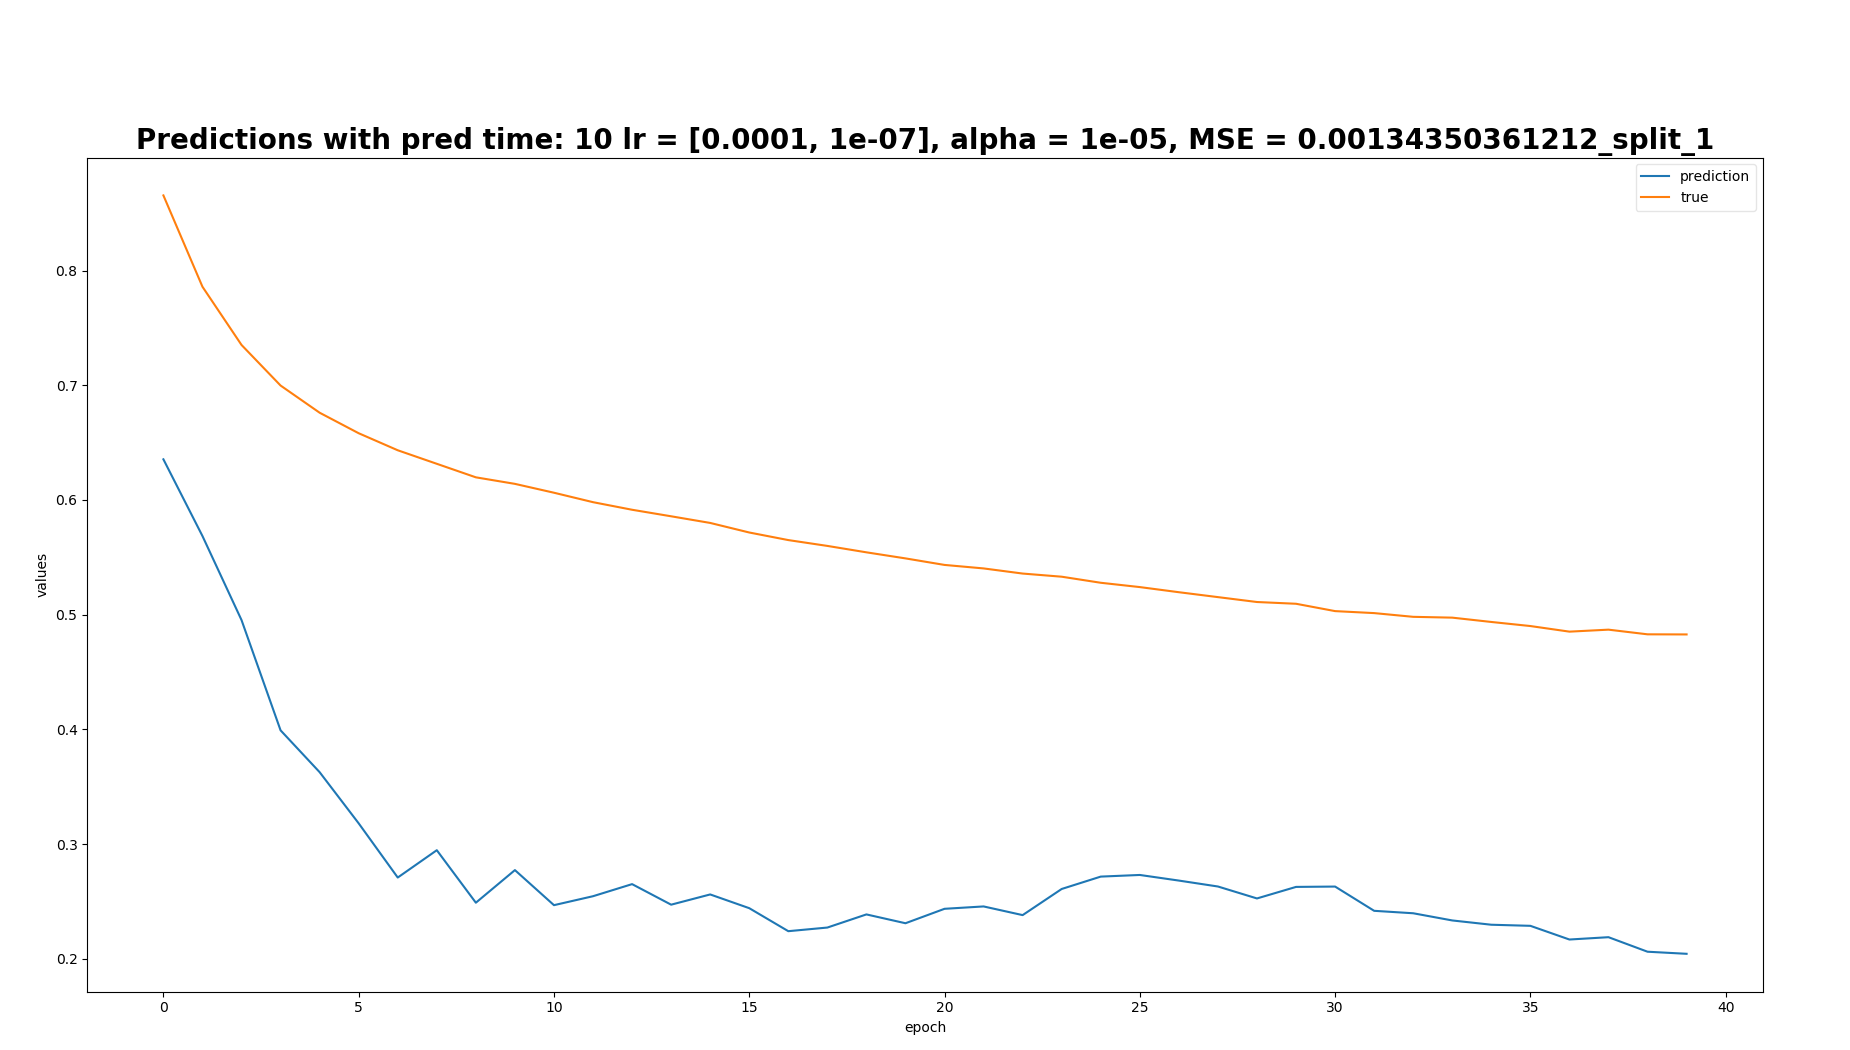 Predictions with pred time: 10 lr = [0.0001, 1e-07], alpha = 1e-05, MSE = 0.00134350361212_split_1
prediction
true
values
0.8
0.7
0.6
0.5
0.4
0.3
0.2
0 5 10 15 20 25 30 35 40
epoch